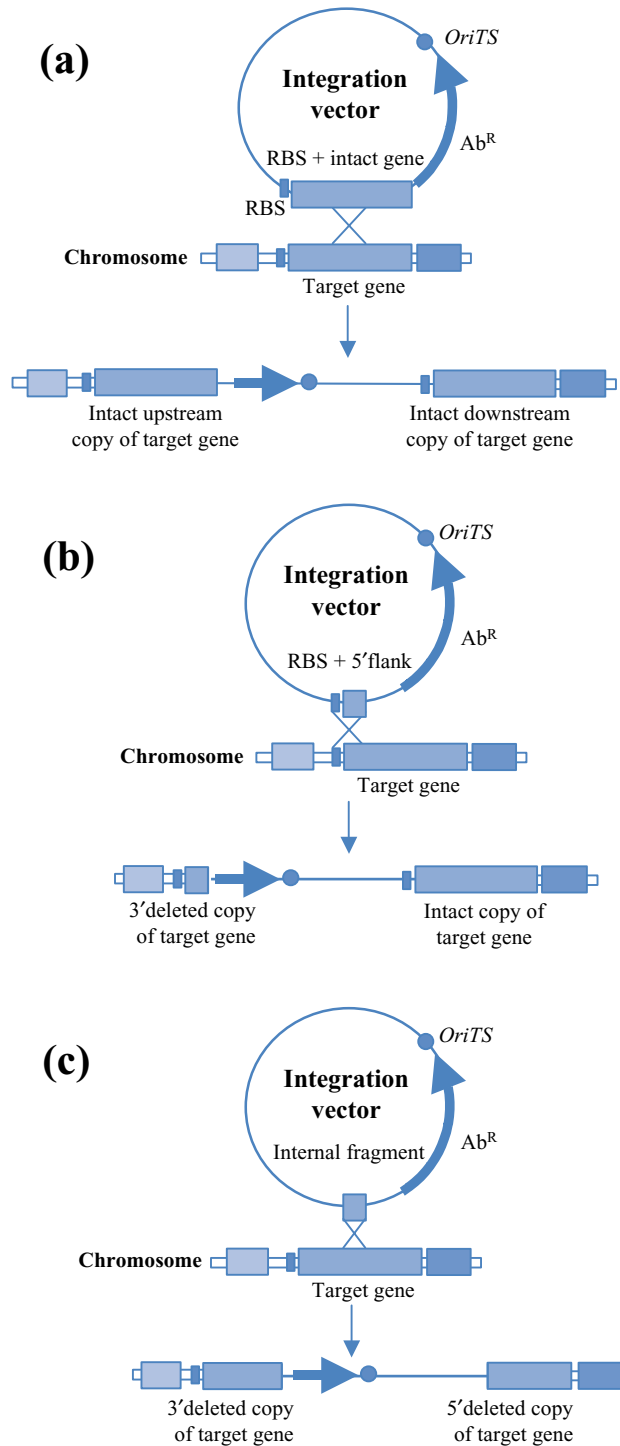 (a)
OriTS
Integration
vector
Ab^R
RBS + intact gene
RBS
Chromosome
Target gene
Intact upstream
copy of target gene
Intact downstream
copy of target gene
(b)
OriTS
Integration
vector
Ab^R
RBS + 5′flank
Chromosome
Target gene
3′deleted copy
of target gene
Intact copy of
target gene
(c)
OriTS
Integration
vector
Ab^R
Internal fragment
Chromosome
Target gene
3′deleted copy
of target gene
5′deleted copy
of target gene